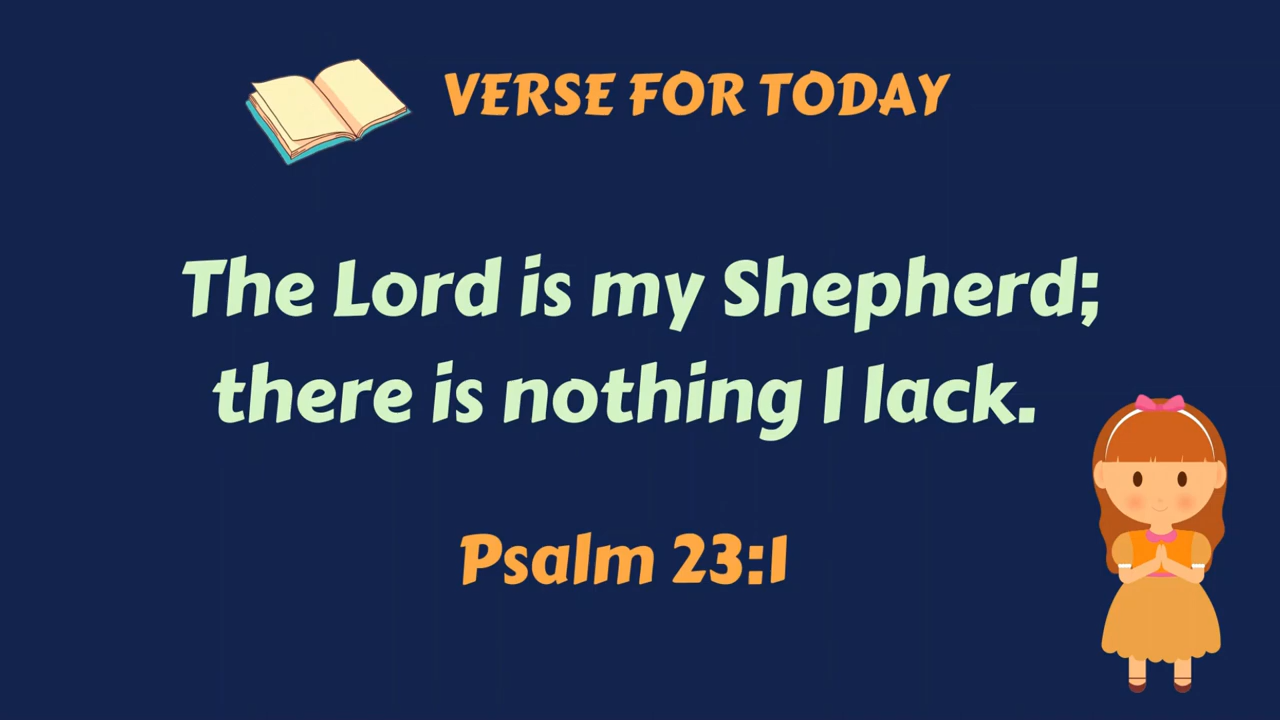 VERSE FOR TODAY
The Lord is my Shepherd;
there is nothing I lack.
Psalm 23:1